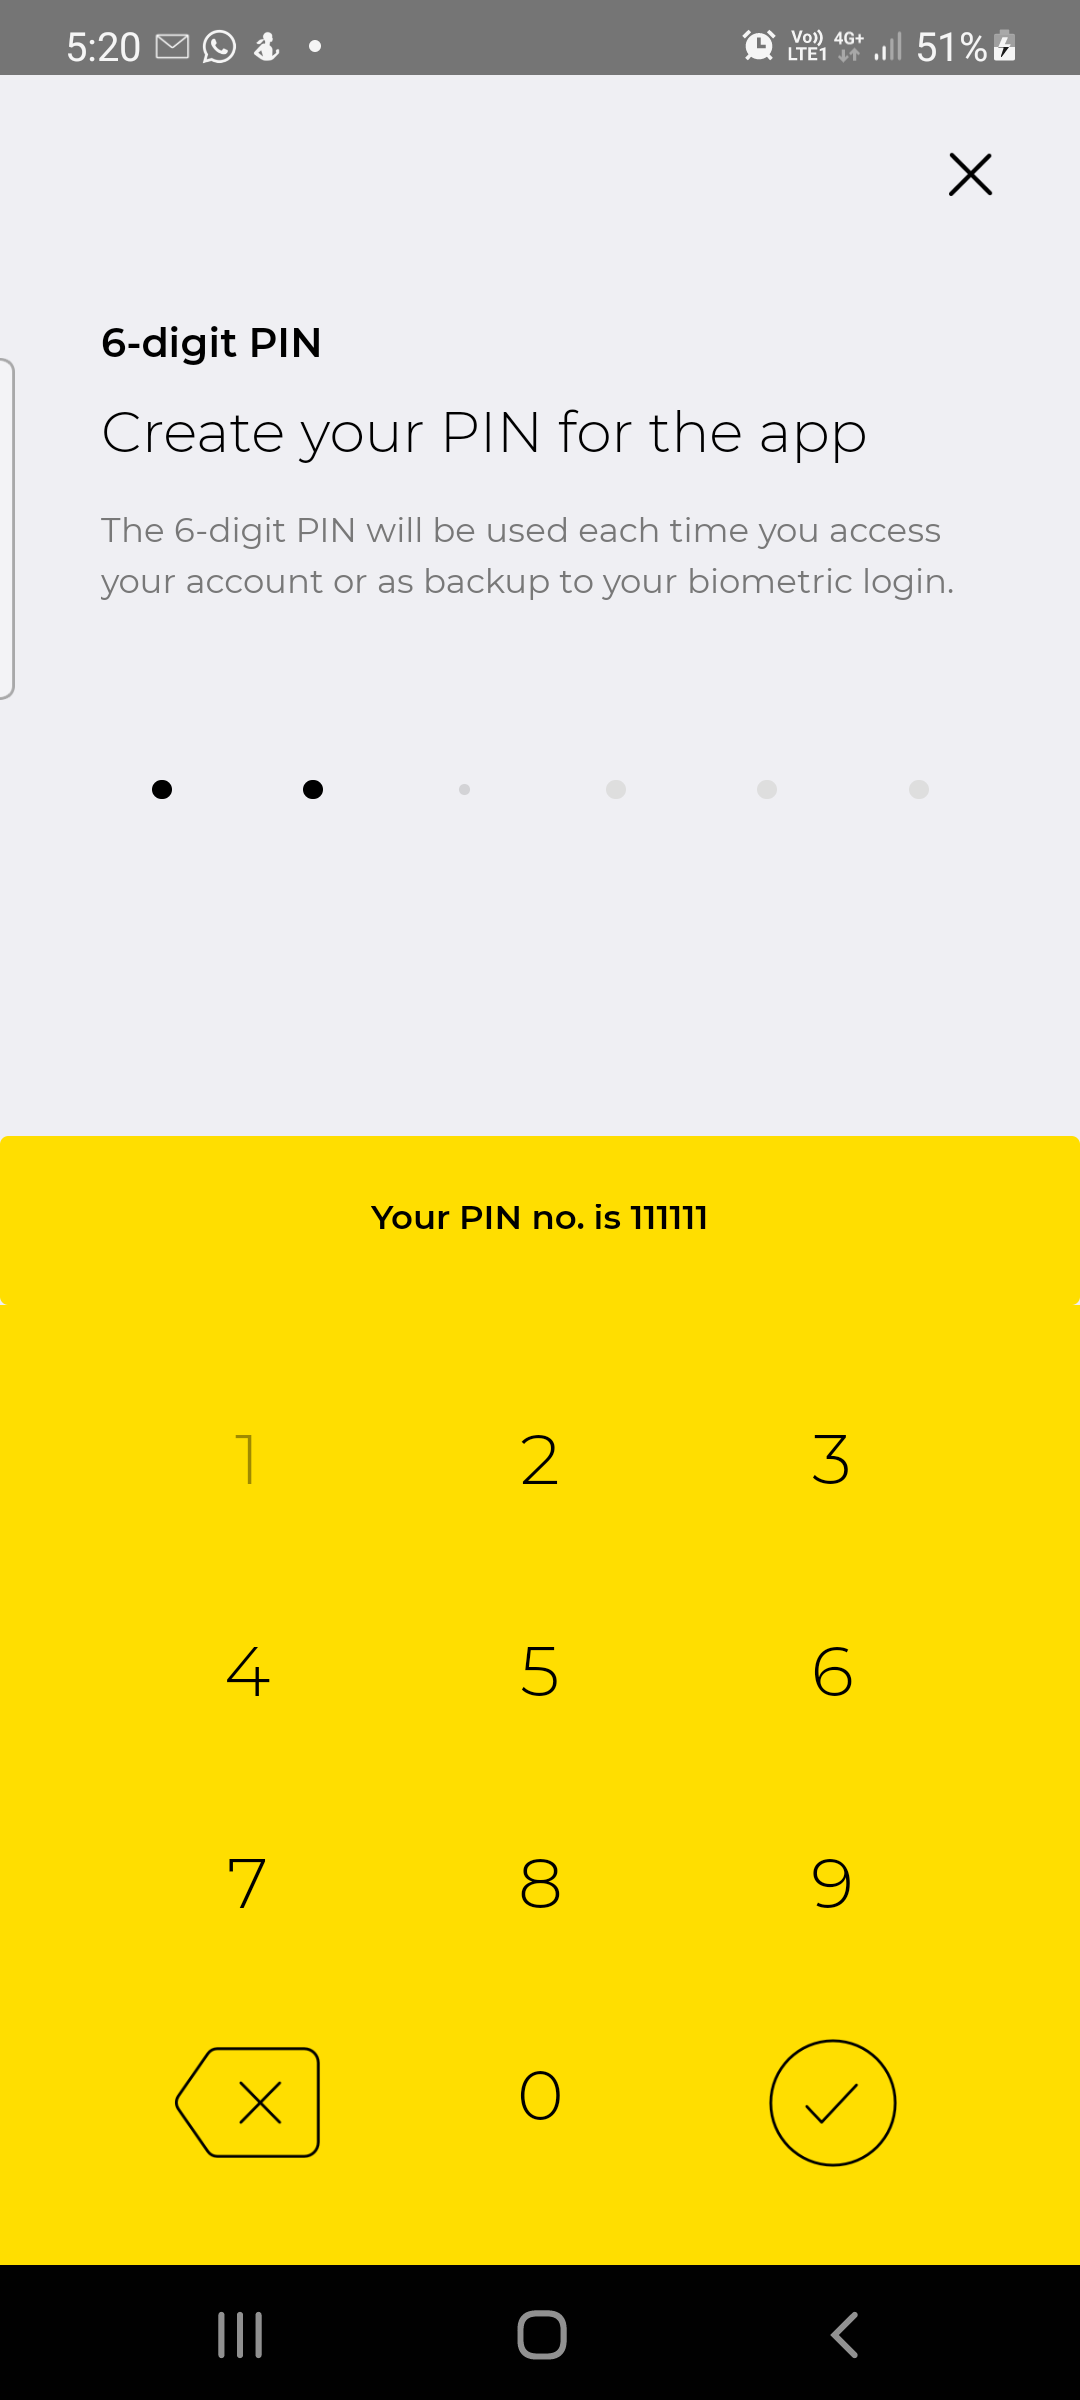 5:20
Vo)) 4G+ 51%
LTE1
6-digit PIN
Create your PIN for the app
The 6-digit PIN will be used each time you access
your account or as backup to your biometric login.
Your PIN no. is 111111
1 2 3
4 5 6
7 8 9
0